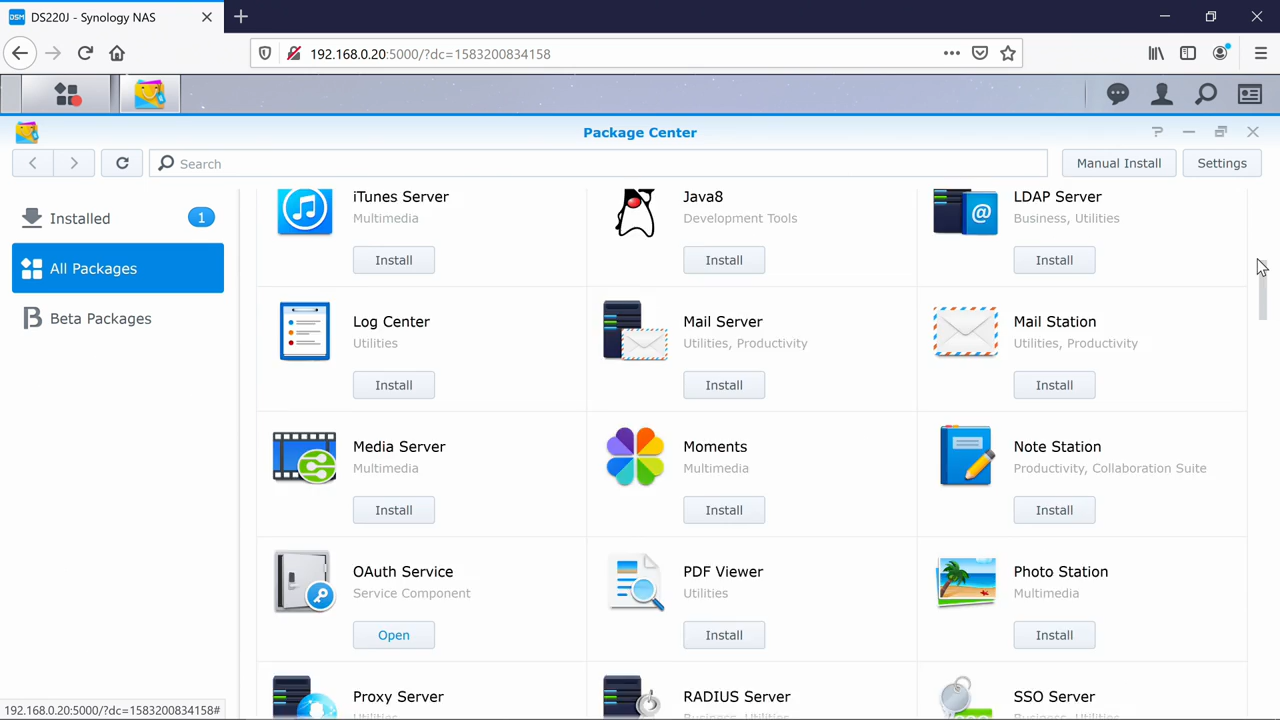 DSM DS220J - Synology NAS
192.168.0.20:5000/?dc=1583200834158
Package Center
Search
Manual Install
Settings
Installed 1
All Packages
Beta Packages
iTunes Server
Multimedia
Install
Java8
Development Tools
Install
LDAP Server
Business, Utilities
Install
Log Center
Utilities
Install
Mail Server
Utilities, Productivity
Install
Mail Station
Utilities, Productivity
Install
Media Server
Multimedia
Install
Moments
Multimedia
Install
Note Station
Productivity, Collaboration Suite
Install
OAuth Service
Service Component
Open
PDF Viewer
Utilities
Install
Photo Station
Multimedia
Install
Proxy Server
Utilities
RADIUS Server
Business, Utilities
SSO Server
192.168.0.20:5000/?dc=1583200834158#